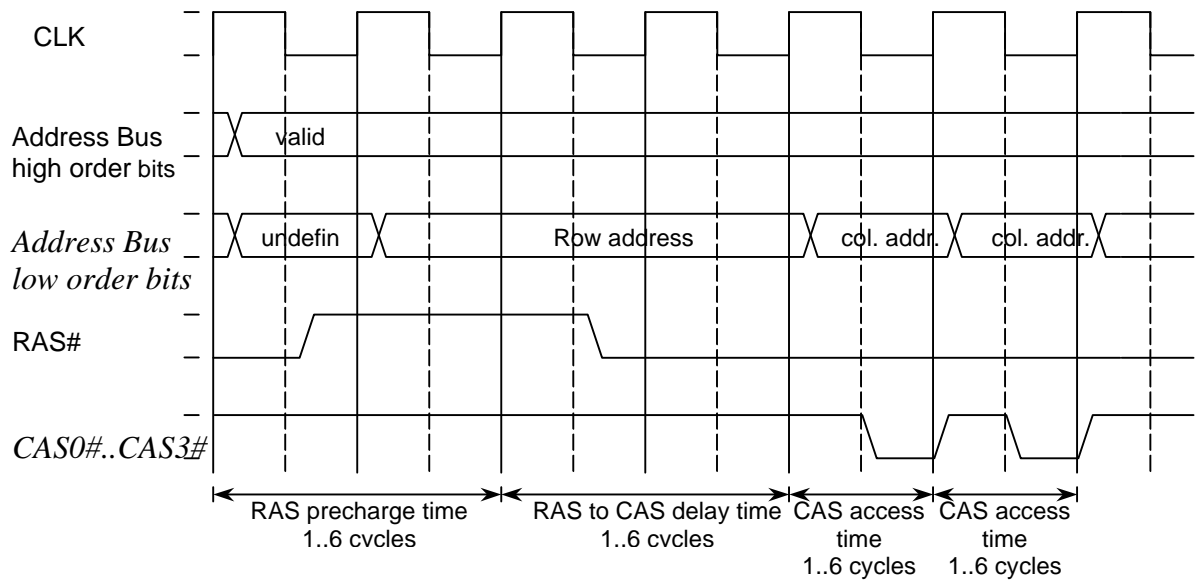 CLK
Address Bus
high order bits
valid
Address Bus
low order bits
undefin
Row address
col. addr.
col. addr.
RAS#
CAS0#..CAS3#
RAS precharge time
1..6 cycles
RAS to CAS delay time
1..6 cycles
CAS access
time
1..6 cycles
CAS access
time
1..6 cycles